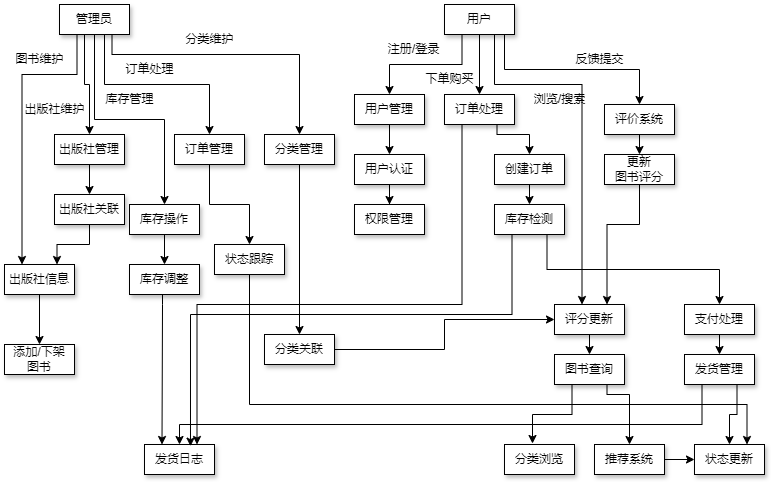 管理员
用户
分类维护
注册/登录
图书维护
订单处理
下单购买
反馈提交
出版社维护
库存管理
浏览/搜索
用户管理
订单处理
评价系统
出版社管理
订单管理
分类管理
用户认证
创建订单
更新
图书评分
出版社关联
库存操作
权限管理
库存检测
状态跟踪
出版社信息
库存调整
评分更新
支付处理
添加/下架
图书
分类关联
图书查询
发货管理
发货日志
分类浏览
推荐系统
状态更新